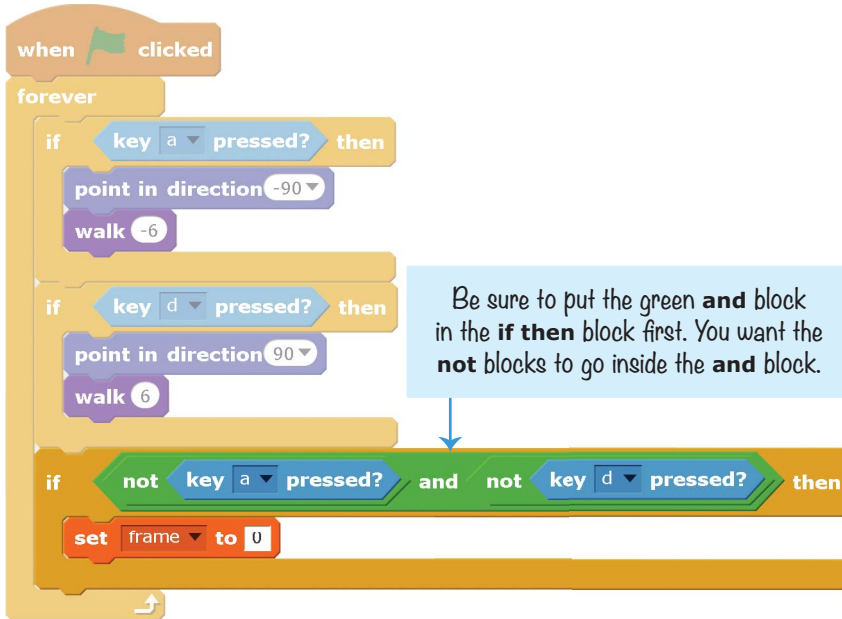 when clicked
forever
if key a pressed? then
point in direction -90
walk -6
if key d pressed? then
point in direction 90
walk 6
Be sure to put the green and block
in the if then block first. You want the
not blocks to go inside the and block.
if not key a pressed? and not key d pressed? then
set frame to 0